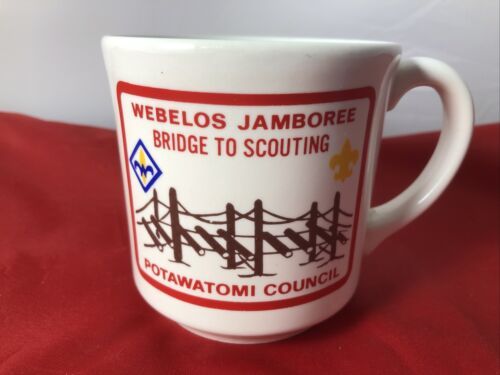 WEBELOS JAMBOREE
BRIDGE TO SCOUTING
POTAWATOMI COUNCIL